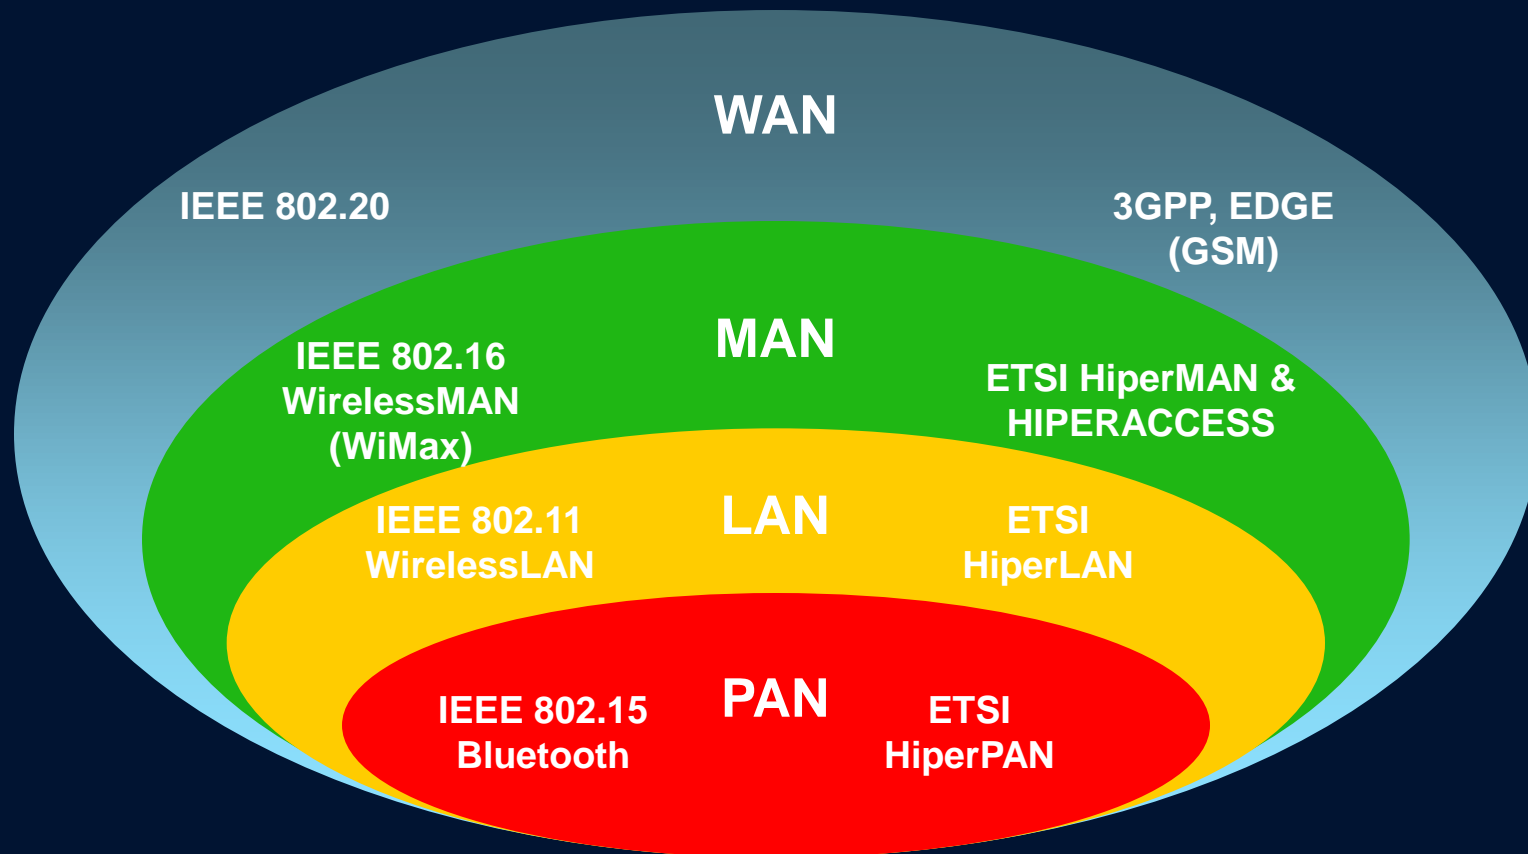 WAN
IEEE 802.20
3GPP, EDGE
(GSM)
MAN
IEEE 802.16
WirelessMAN
(WiMax)
ETSI HiperMAN &
HIPERACCESS
LAN
IEEE 802.11
WirelessLAN
ETSI
HiperLAN
PAN
IEEE 802.15
Bluetooth
ETSI
HiperPAN